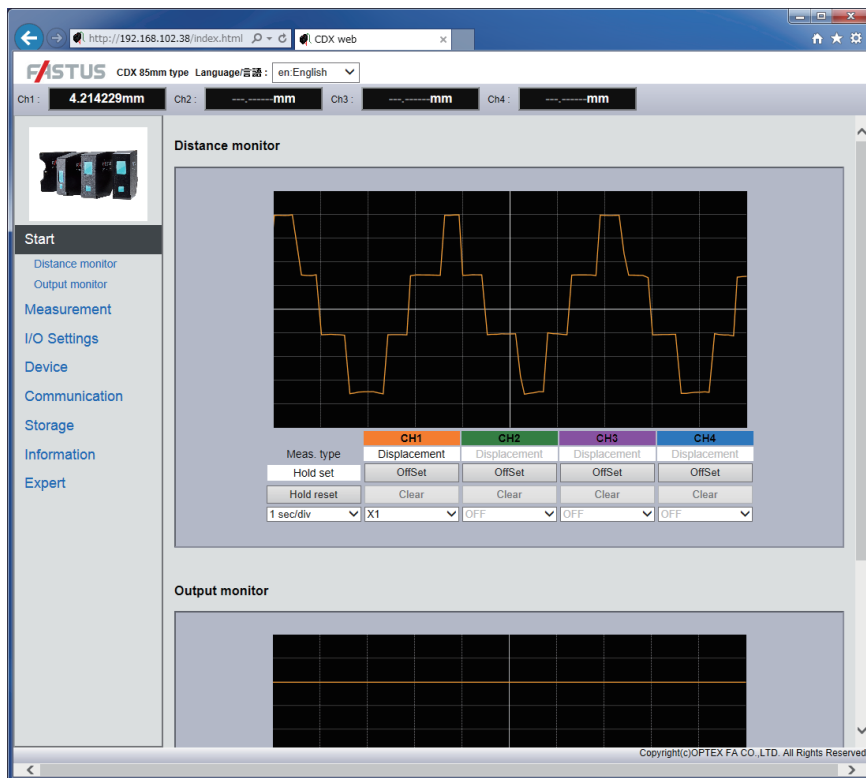 http://192.168.102.38/index.html
CDX web
FASTUS CDX 85mm type Language/言語 : en:English
Ch1 : 4.214229mm Ch2 : ---.------mm Ch3 : ---.------mm Ch4 : ---.------mm
Distance monitor
Start
Distance monitor
Output monitor
Measurement
I/O Settings
Device
Communication
Storage
Information
Expert
CH1 CH2 CH3 CH4
Meas. type Displacement Displacement Displacement Displacement
Hold set OffSet OffSet OffSet OffSet
Hold reset Clear Clear Clear Clear
1 sec/div X1 OFF OFF OFF
Output monitor
Copyright(c)OPTEX FA CO.,LTD. All Rights Reserved